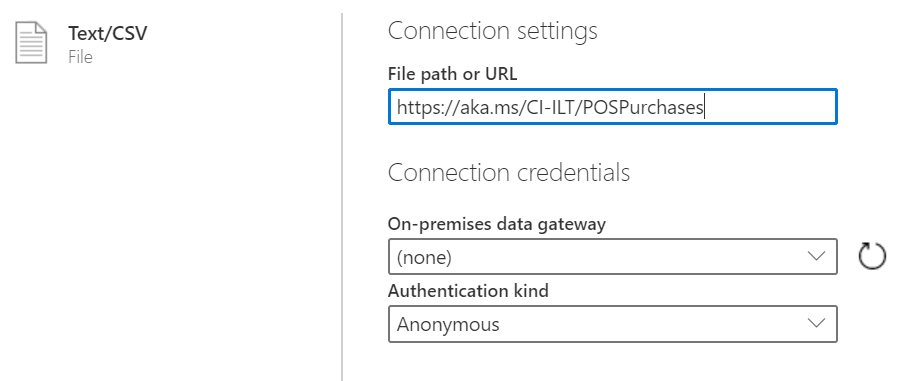 Text/CSV
File
Connection settings
File path or URL
https://aka.ms/CI-ILT/POSPurchases
Connection credentials
On-premises data gateway
(none)
Authentication kind
Anonymous